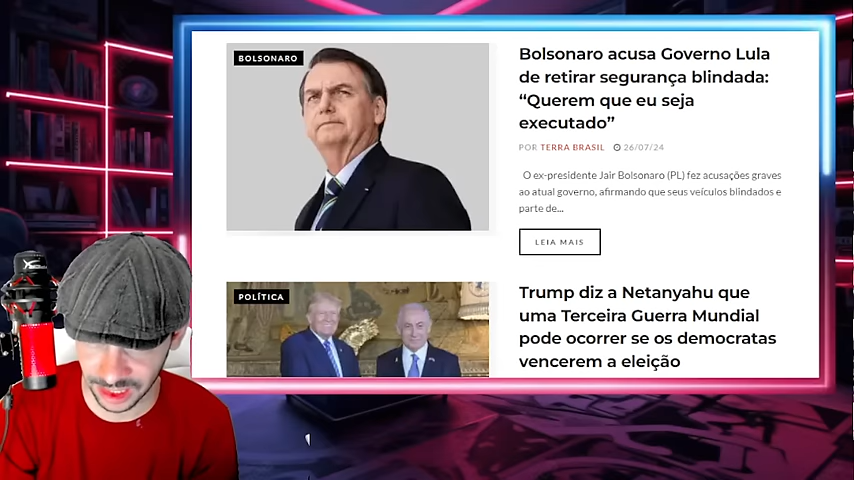 BOLSONARO
Bolsonaro acusa Governo Lula
de retirar segurança blindada:
“Querem que eu seja
executado”
POR TERRA BRASIL 26/07/24
O ex-presidente Jair Bolsonaro (PL) fez acusações graves
ao atual governo, afirmando que seus veículos blindados e
parte de...
LEIA MAIS
POLÍTICA
Trump diz a Netanyahu que
uma Terceira Guerra Mundial
pode ocorrer se os democratas
vencerem a eleição